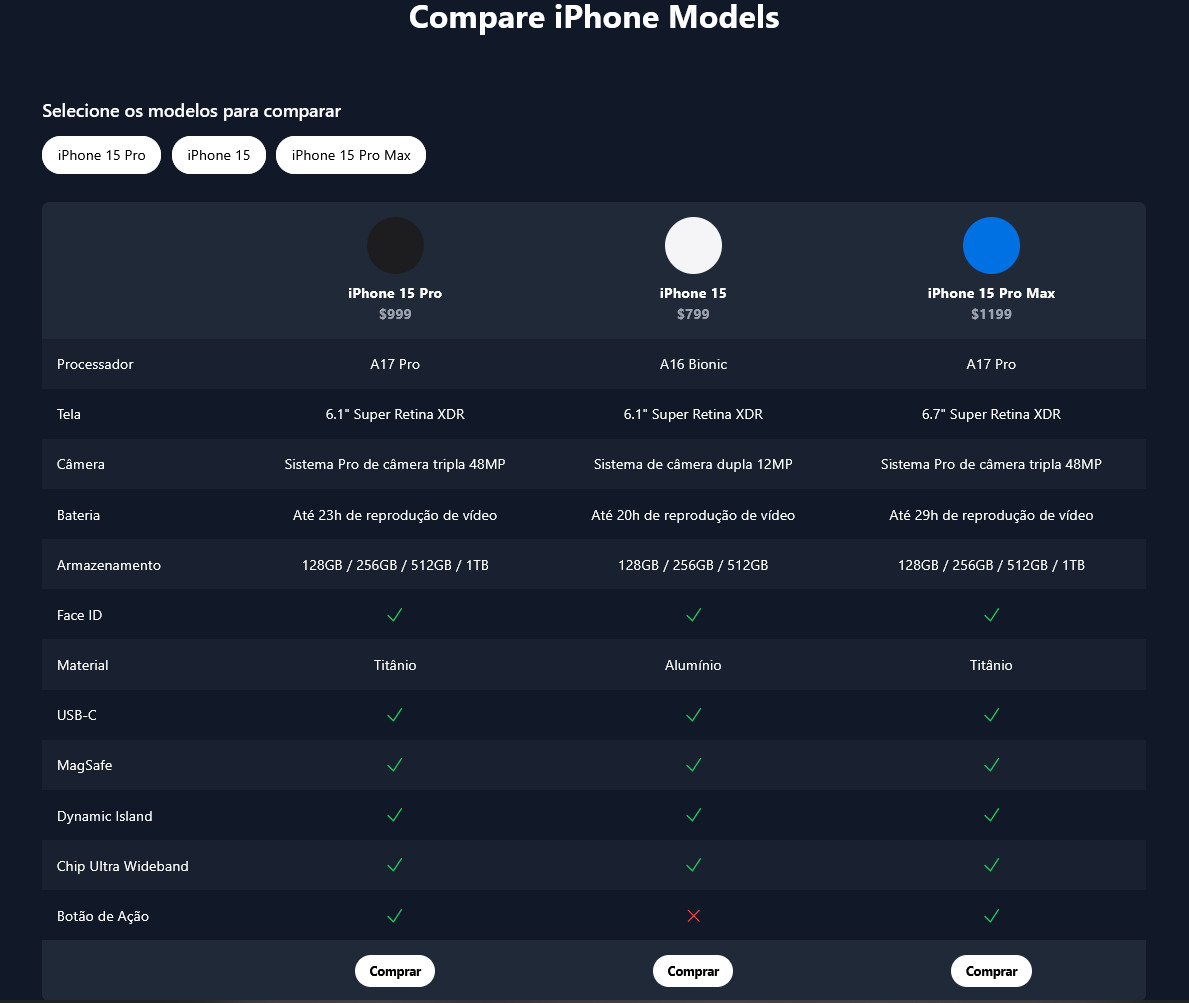 Compare iPhone Models
Selecione os modelos para comparar
iPhone 15 Pro iPhone 15 iPhone 15 Pro Max
iPhone 15 Pro iPhone 15 iPhone 15 Pro Max
$999 $799 $1199
Processador A17 Pro A16 Bionic A17 Pro
Tela 6.1" Super Retina XDR 6.1" Super Retina XDR 6.7" Super Retina XDR
Câmera Sistema Pro de câmera tripla 48MP Sistema de câmera dupla 12MP Sistema Pro de câmera tripla 48MP
Bateria Até 23h de reprodução de vídeo Até 20h de reprodução de vídeo Até 29h de reprodução de vídeo
Armazenamento 128GB / 256GB / 512GB / 1TB 128GB / 256GB / 512GB 128GB / 256GB / 512GB / 1TB
Face ID
Material Titânio Alumínio Titânio
USB-C
MagSafe
Dynamic Island
Chip Ultra Wideband
Botão de Ação
Comprar Comprar Comprar